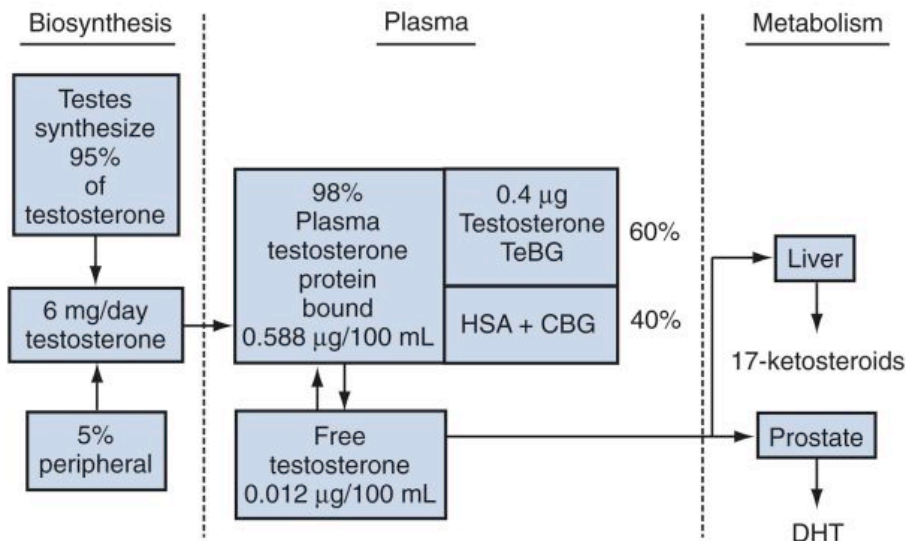 Biosynthesis
Plasma
Metabolism
Testes
synthesize
95%
of
testosterone
6 mg/day
testosterone
5%
peripheral
98%
Plasma
testosterone
protein
bound
0.588 μg/100 mL
0.4 μg
Testosterone
TeBG
60%
HSA + CBG
40%
Free
testosterone
0.012 μg/100 mL
Liver
17-ketosteroids
Prostate
DHT